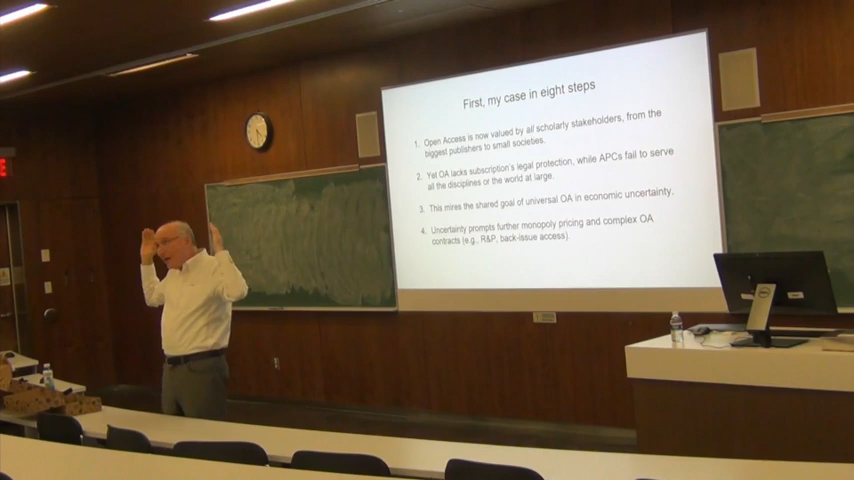 First, my case in eight steps
1. Open Access is now valued by all scholarly stakeholders, from the
biggest publishers to small societies.
2. Yet OA lacks subscription's legal protection, while APCs fail to serve
all the disciplines or the world at large.
3. This mires the shared goal of universal OA in economic uncertainty.
4. Uncertainty prompts further monopoly pricing and complex OA
contracts (e.g., R&P, back-issue access).
DELL